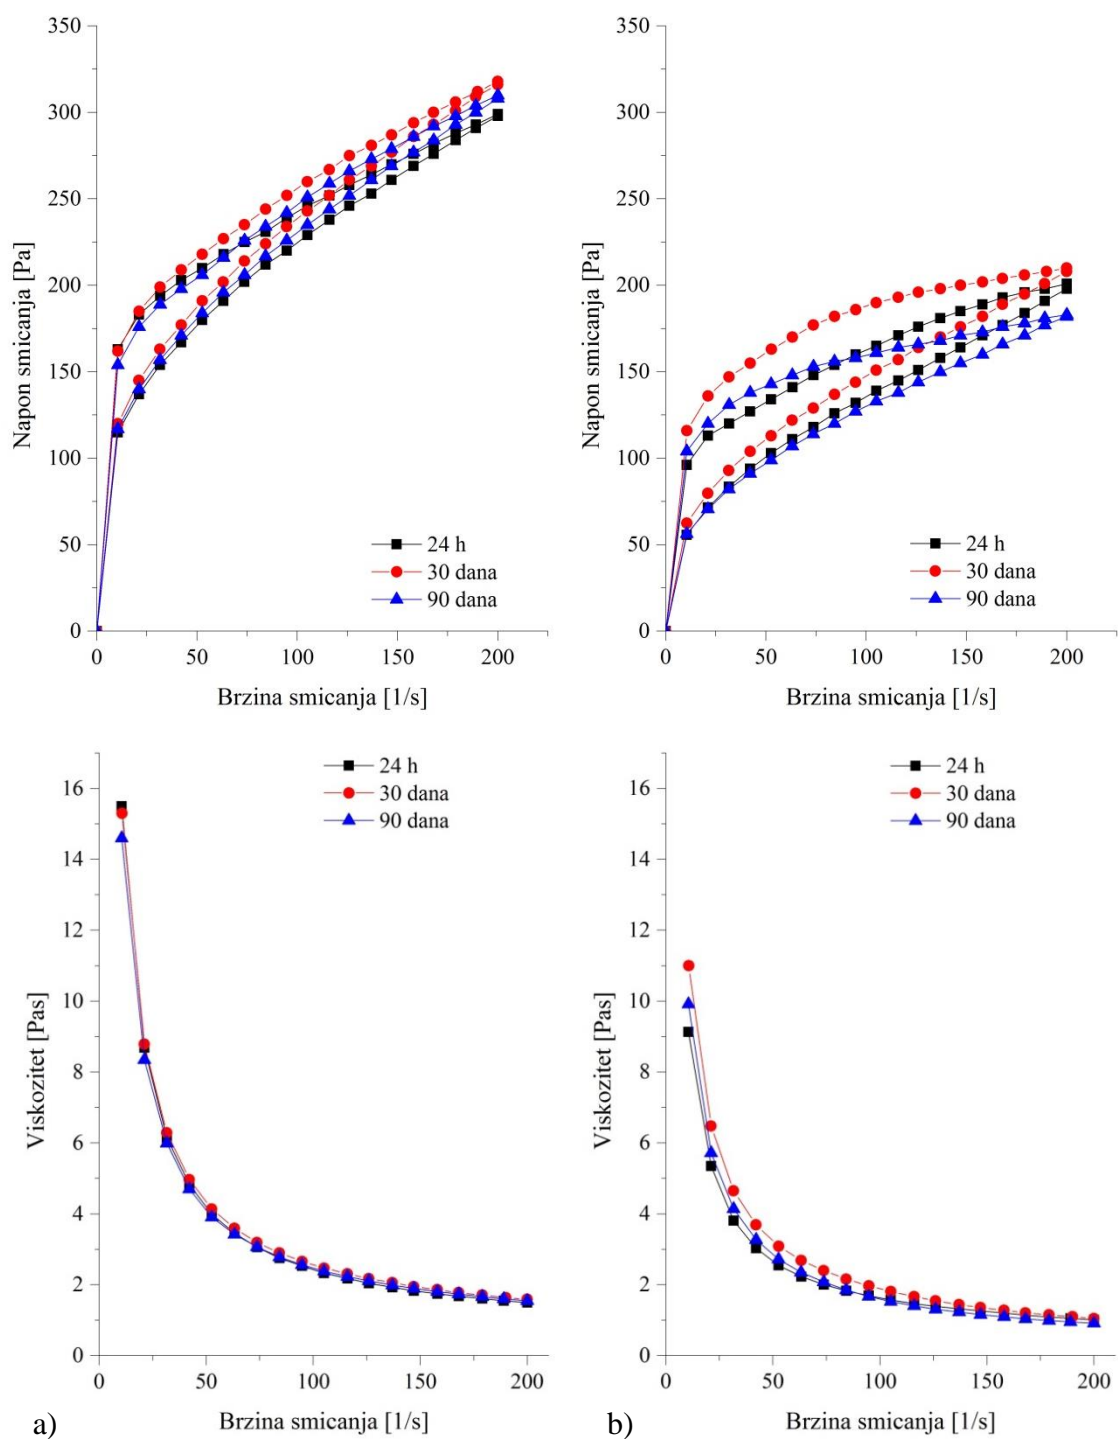 350
300
250
200
150
100
50
0
Napon smicanja [Pa]
24 h
30 dana
90 dana
0 50 100 150 200
Brzina smicanja [1/s]
350
300
250
200
150
100
50
0
Napon smicanja [Pa]
24 h
30 dana
90 dana
0 50 100 150 200
Brzina smicanja [1/s]
16
14
12
10
8
6
4
2
0
Viskozitet [Pas]
24 h
30 dana
90 dana
0 50 100 150 200
Brzina smicanja [1/s]
a)
16
14
12
10
8
6
4
2
0
Viskozitet [Pas]
24 h
30 dana
90 dana
0 50 100 150 200
Brzina smicanja [1/s]
b)